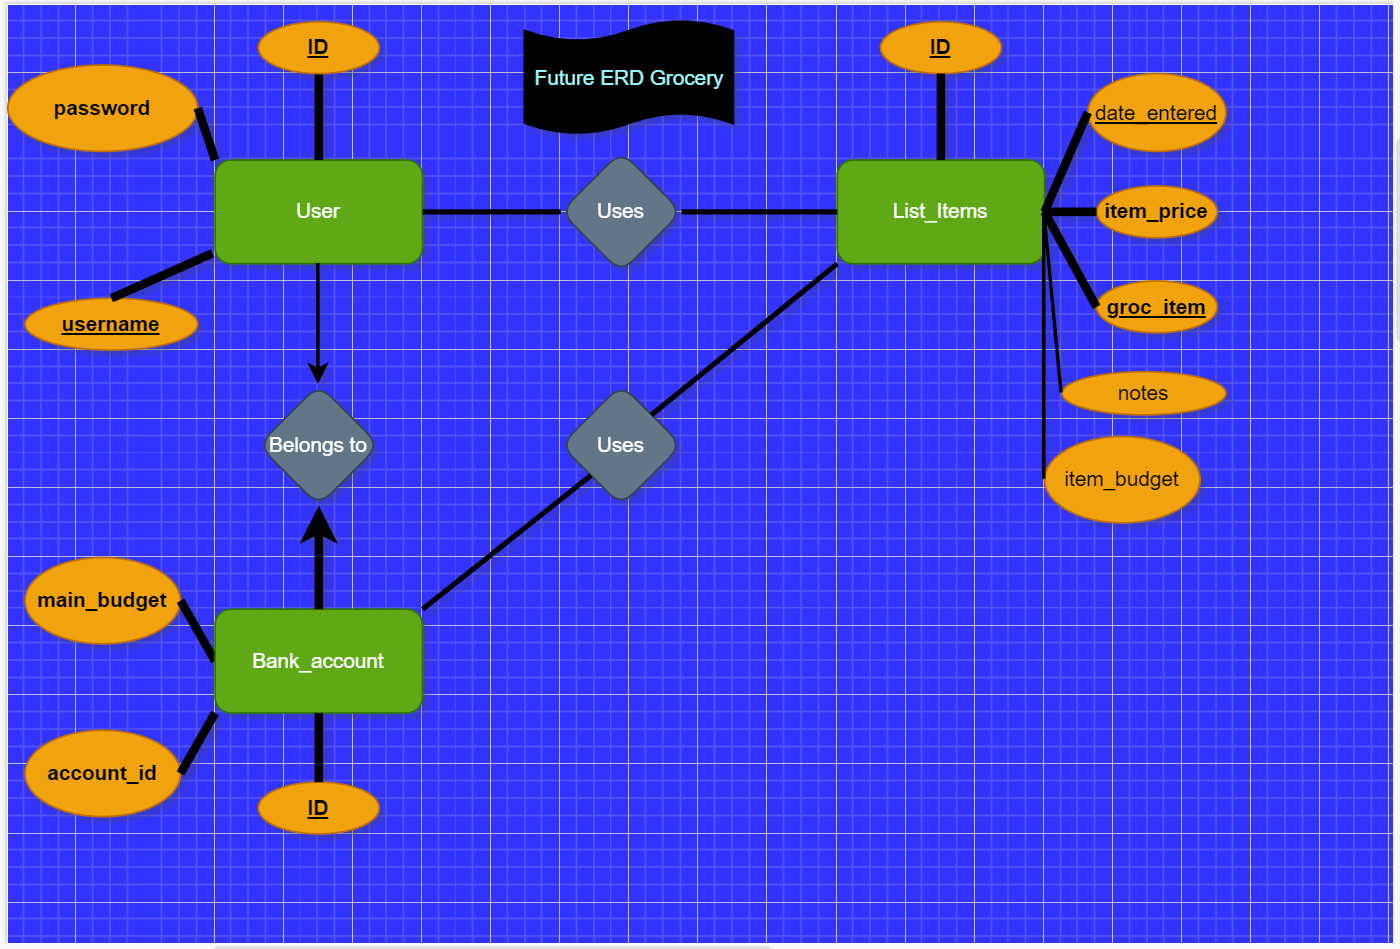 ID
Future ERD Grocery
ID
password
date_entered
User
Uses
List_Items
item_price
groc_item
username
notes
Belongs to
Uses
item_budget
main_budget
Bank_account
account_id
ID